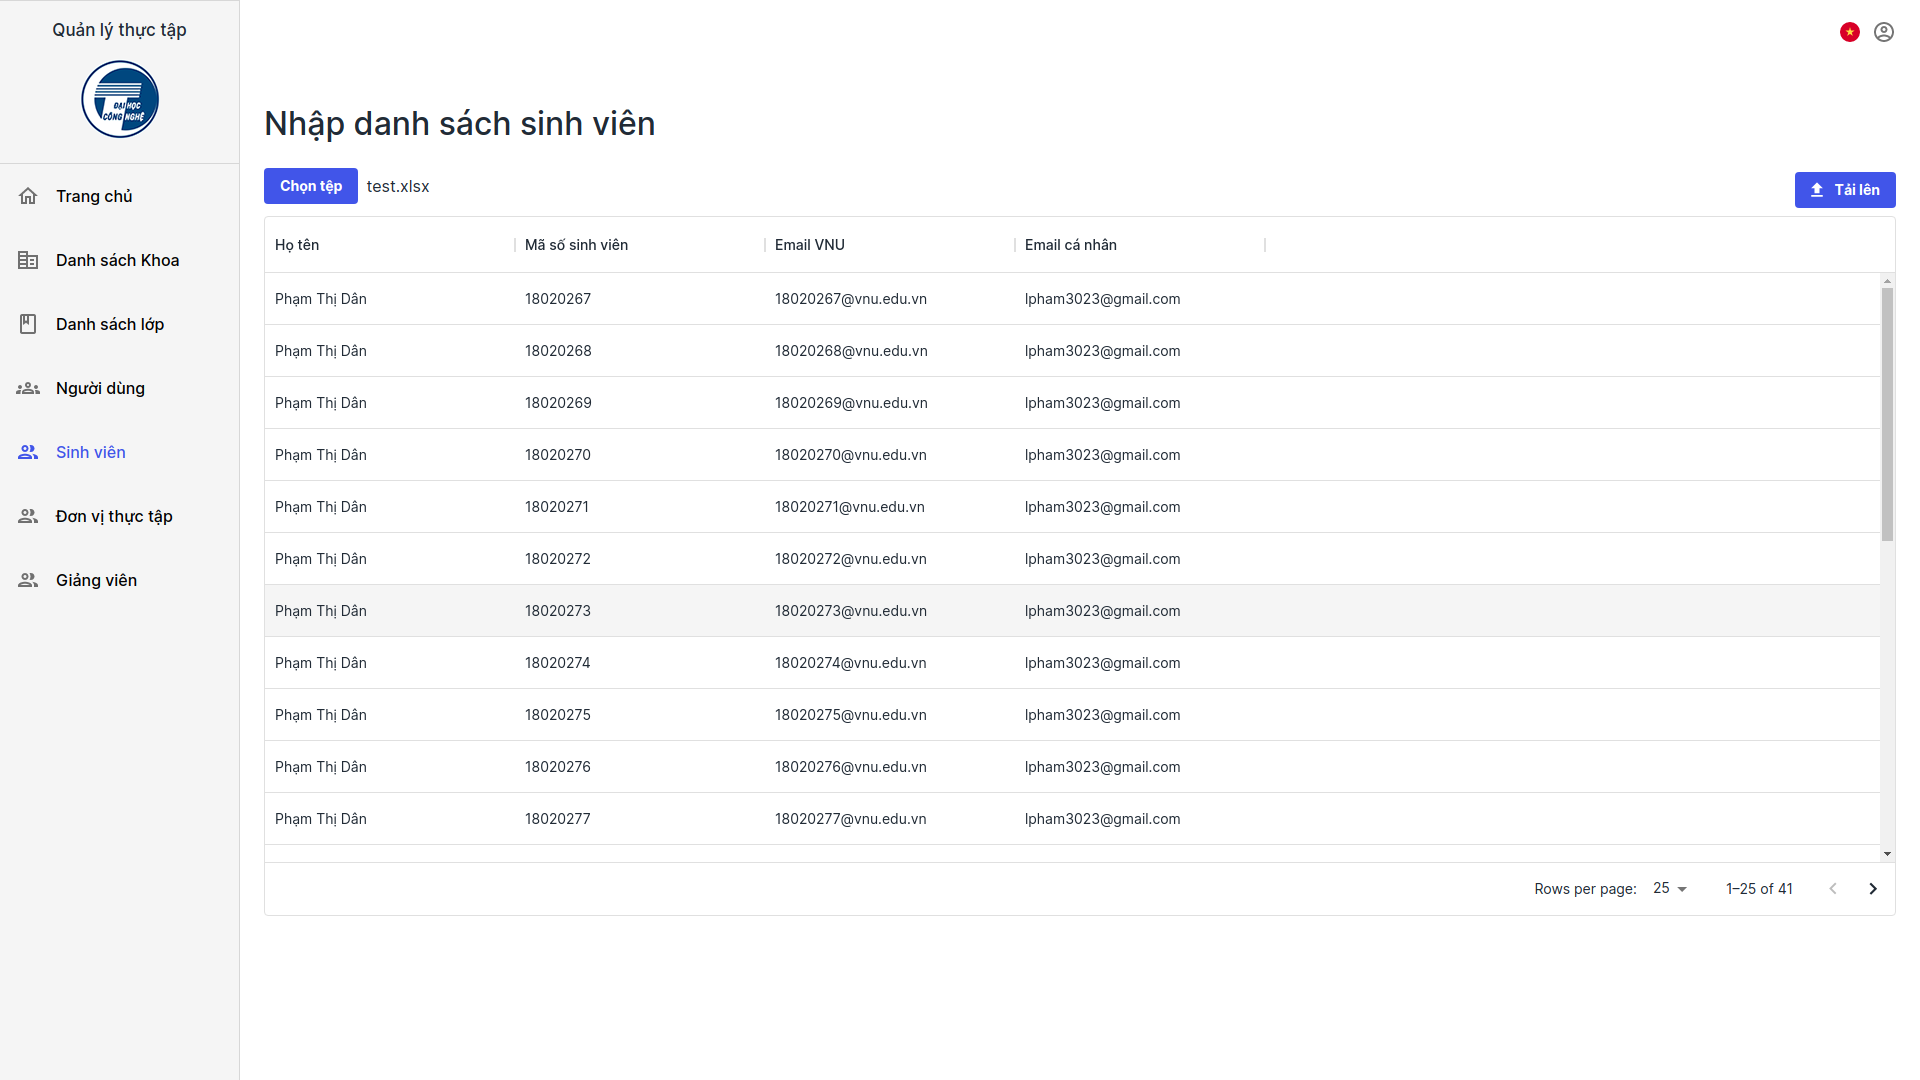 Quản lý thực tập
ĐẠI HỌC
CÔNG NGHỆ
Trang chủ
Danh sách Khoa
Danh sách lớp
Người dùng
Sinh viên
Đơn vị thực tập
Giảng viên
Nhập danh sách sinh viên
Chọn tệp test.xlsx
Tải lên
Họ tên Mã số sinh viên Email VNU Email cá nhân
Phạm Thị Dân 18020267 18020267@vnu.edu.vn lpham3023@gmail.com
Phạm Thị Dân 18020268 18020268@vnu.edu.vn lpham3023@gmail.com
Phạm Thị Dân 18020269 18020269@vnu.edu.vn lpham3023@gmail.com
Phạm Thị Dân 18020270 18020270@vnu.edu.vn lpham3023@gmail.com
Phạm Thị Dân 18020271 18020271@vnu.edu.vn lpham3023@gmail.com
Phạm Thị Dân 18020272 18020272@vnu.edu.vn lpham3023@gmail.com
Phạm Thị Dân 18020273 18020273@vnu.edu.vn lpham3023@gmail.com
Phạm Thị Dân 18020274 18020274@vnu.edu.vn lpham3023@gmail.com
Phạm Thị Dân 18020275 18020275@vnu.edu.vn lpham3023@gmail.com
Phạm Thị Dân 18020276 18020276@vnu.edu.vn lpham3023@gmail.com
Phạm Thị Dân 18020277 18020277@vnu.edu.vn lpham3023@gmail.com
Rows per page: 25 1–25 of 41